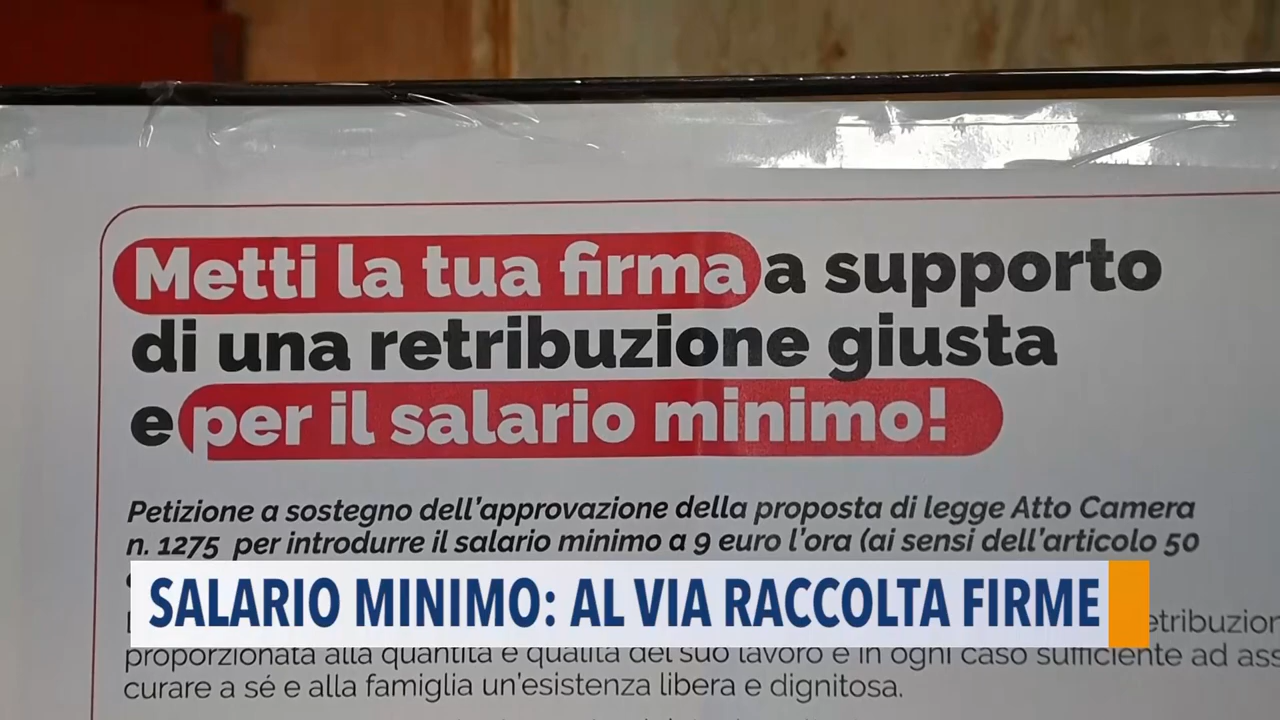 Metti la tua firma a supporto
di una retribuzione giusta
e per il salario minimo!
Petizione a sostegno dell'approvazione della proposta di legge Atto Camera
n. 1275 per introdurre il salario minimo a 9 euro l'ora (ai sensi dell'articolo 50
SALARIO MINIMO: AL VIA RACCOLTA FIRME
proporzionata alla quantità e qualità del suo lavoro e in ogni caso sufficiente ad
curare a sé e alla famiglia un'esistenza libera e dignitosa.